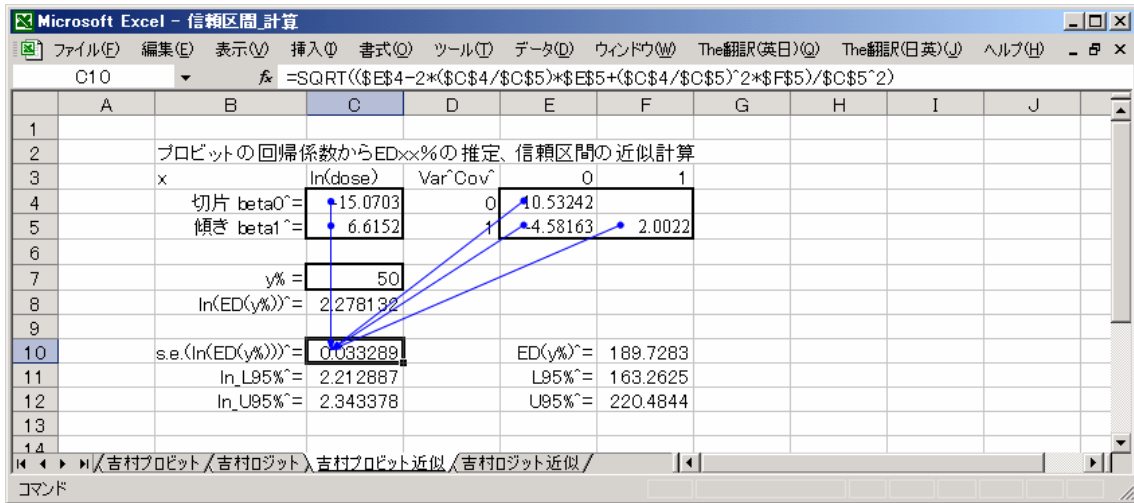 Microsoft Excel - 信頼区間_計算
ファイル(F) 編集(E) 表示(V) 挿入(I) 書式(O) ツール(T) データ(D) ウィンドウ(W) The翻訳(英日)(Q) The翻訳(日英)(J) ヘルプ(H)
C10 fx =SQRT(($E$4-2*($C$4/$C$5)*$E$5+($C$4/$C$5)^2*$F$5)/$C$5^2)
A B C D E F G H I J
1
2 プロビットの回帰係数からED××%の推定、信頼区間の近似計算
3 x ln(dose) Var^Cov^ 0 1
4 切片 beta0^= -15.0703 0 10.53242
5 傾き beta1^= 6.6152 1 -4.58163 2.0022
6
7 y% = 50
8 ln(ED(y%))^= 2.278132
9
10 s.e.(ln(ED(y%)))^= 0.033289 ED(y%)^= 189.7283
11 ln_L95%^= 2.212887 L95%^= 163.2625
12 ln_U95%^= 2.343378 U95%^= 220.4844
13
14
吉村プロビット 吉村ロジット 吉村プロビット近似 吉村ロジット近似
コマンド